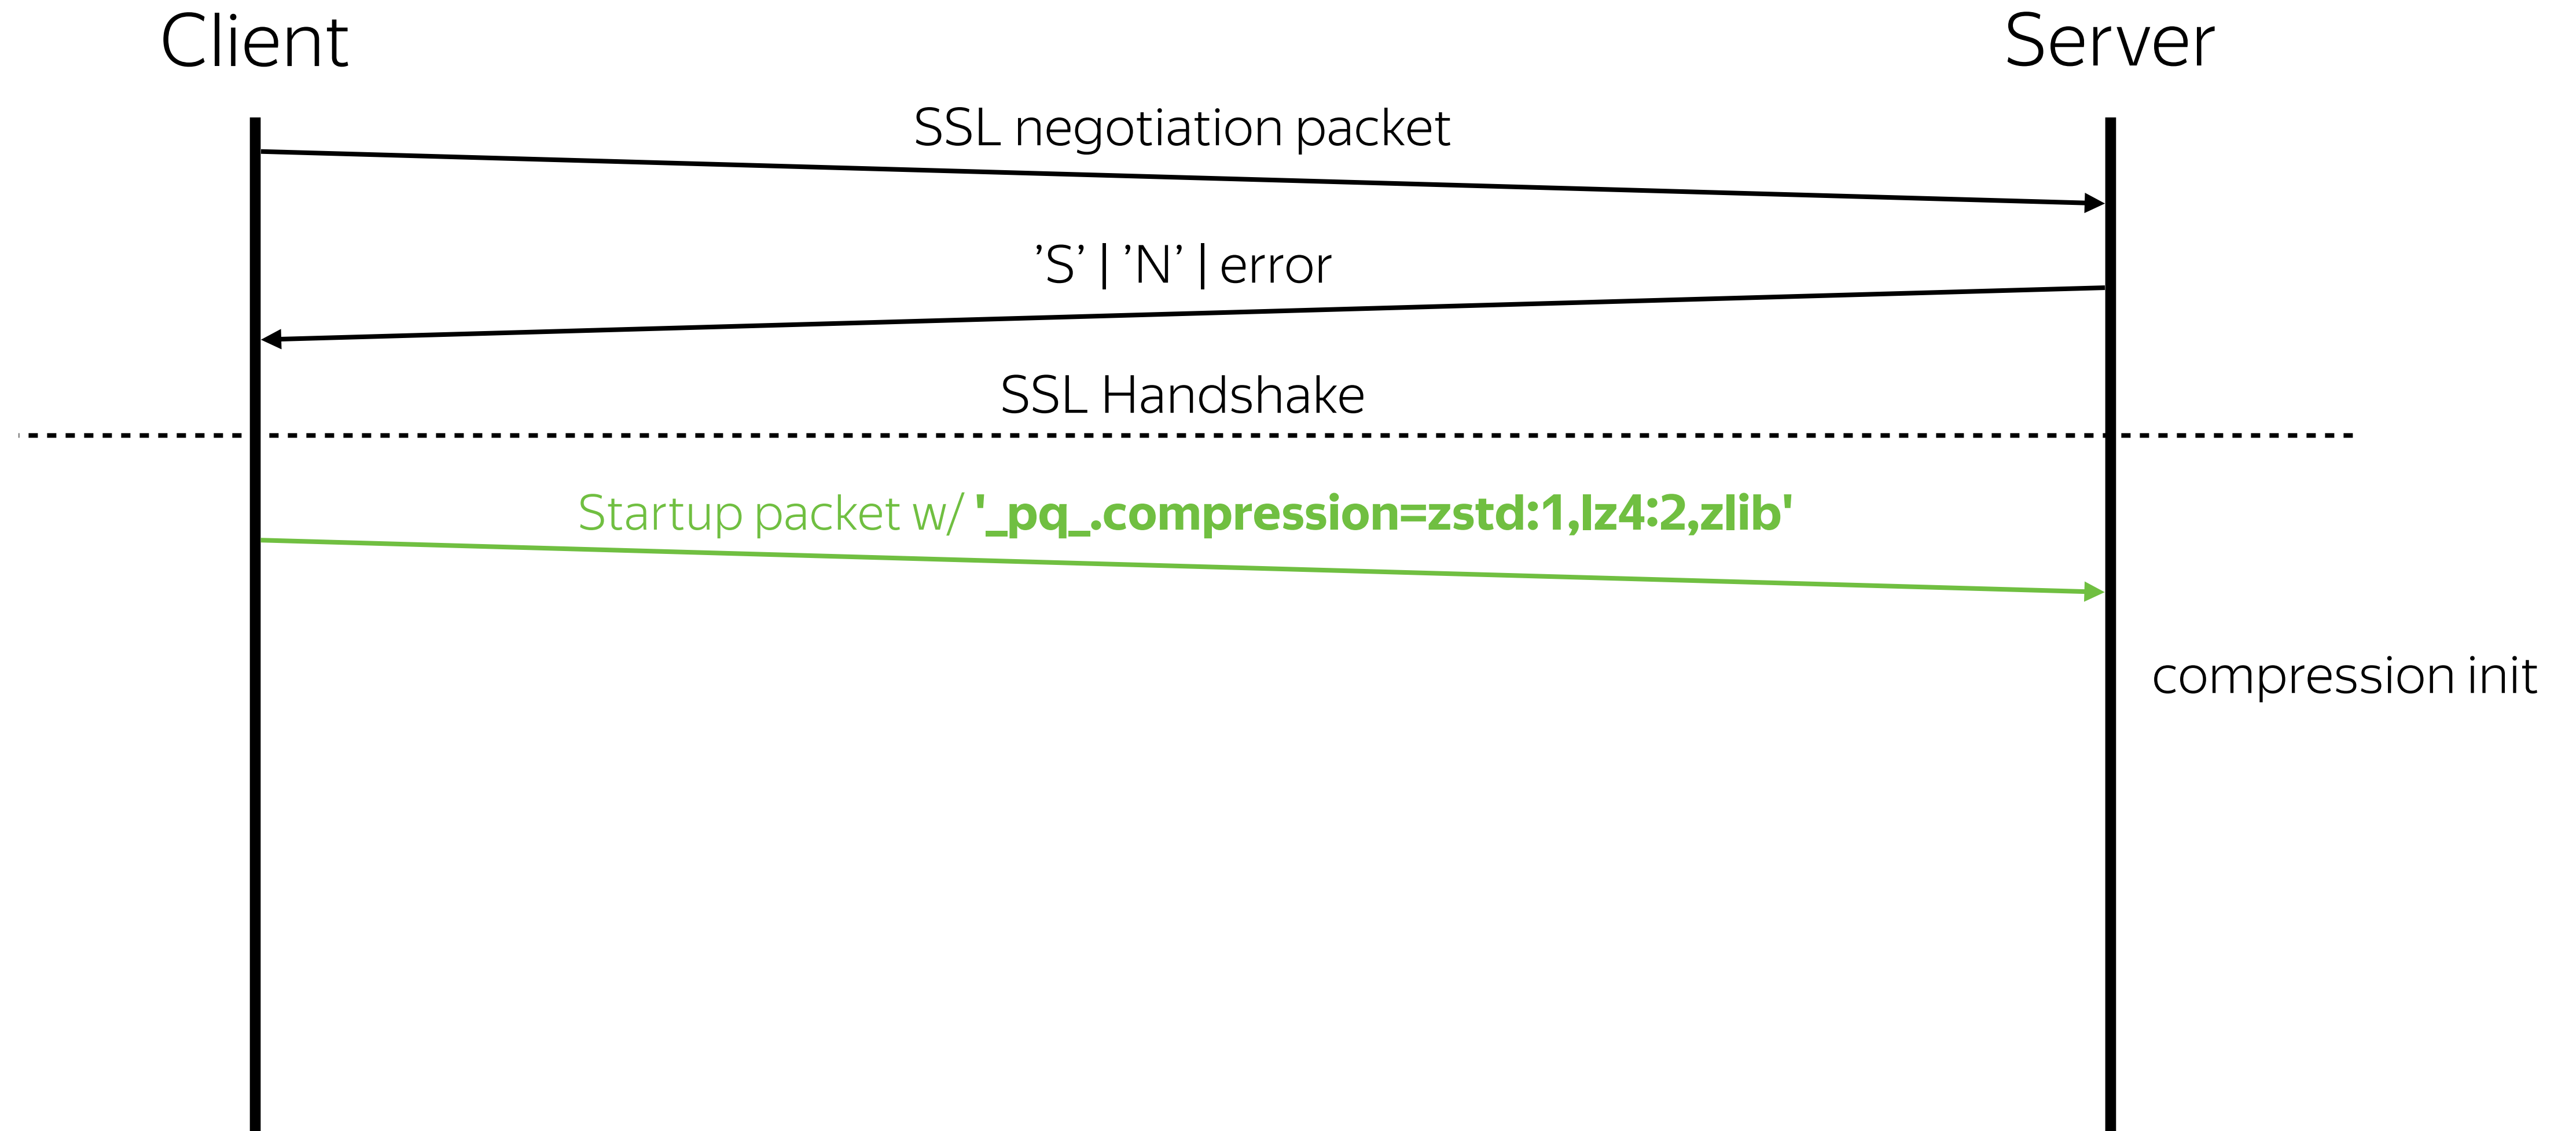 Client
Server
SSL negotiation packet
’S’ | ’N’ | error
SSL Handshake
Startup packet w/ '_pq_.compression=zstd:1,lz4:2,zlib'
compression init